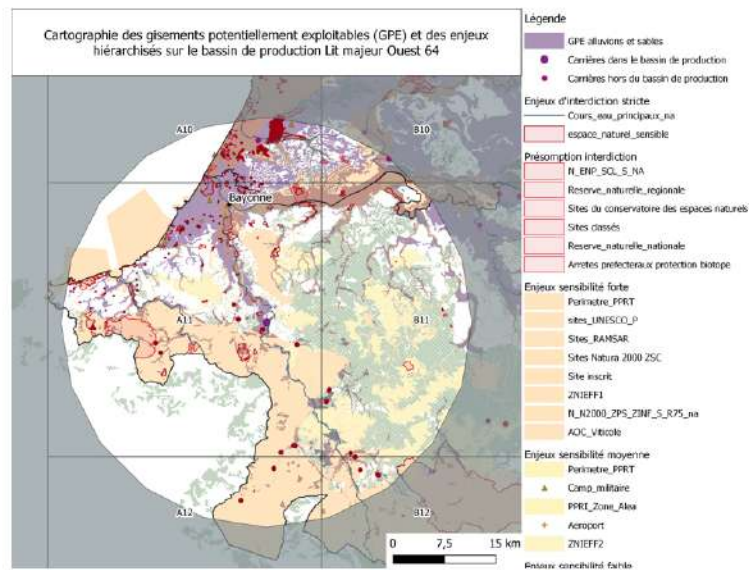 Cartographie des gisements potentiellement exploitables (GPE) et des enjeux
hiérarchisés sur le bassin de production Lit majeur Ouest 64
A10
B10
Bayonne
A11
B11
A12
B12
0 7,5 15 km
Légende
GPE alluvions et sables
Carrières dans le bassin de production
Carrières hors du bassin de production
Enjeux d'interdiction stricte
Cours_eau_principaux_na
espace_naturel_sensible
Présomption interdiction
N_ENP_SCL_S_NA
Reserve_naturelle_regionale
Sites du conservatoire des espaces naturels
Sites classés
Reserve_naturelle_nationale
Arretes prefecteraux protection biotope
Enjeux sensibilité forte
Perimetre_PPRT
sites_UNESCO_P
Sites_RAMSAR
Sites Natura 2000 ZSC
Site inscrit
ZNIEFF1
N_N2000_ZPS_ZINF_S_R75_na
AOC_Viticole
Enjeux sensibilité moyenne
Perimetre_PPRT
Camp_militaire
PPRI_Zone_Alea
Aeroport
ZNIEFF2
Enjeux sensibilité faible